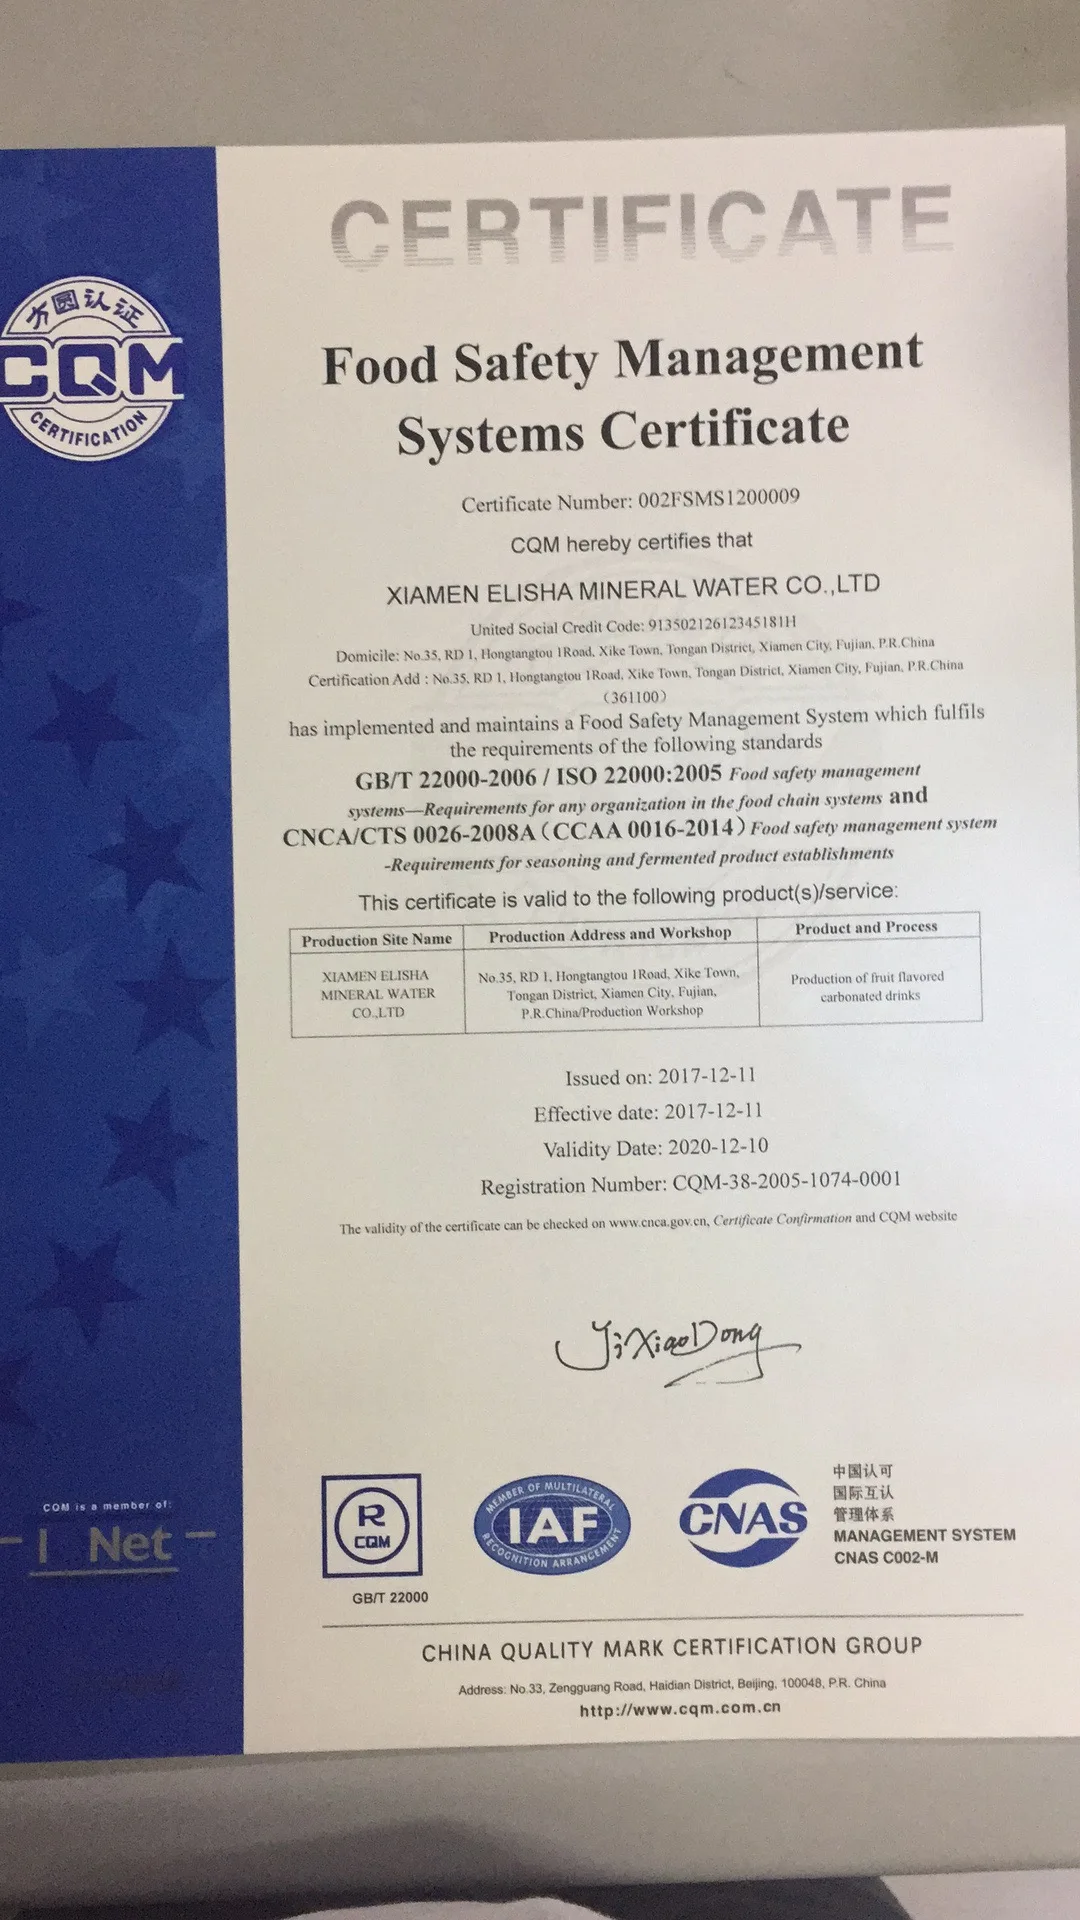 CERTIFICATE
方圆认证
CQM
CERTIFICATION
Food Safety Management
Systems Certificate
Certificate Number: 002FSMS1200009
CQM hereby certifies that
XIAMEN ELISHA MINERAL WATER CO.,LTD
United Social Credit Code: 91350212612345181H
Domicile: No.35, RD 1, Hongtangtou 1Road, Xike Town, Tongan District, Xiamen City, Fujian, P.R.China
Certification Add : No.35, RD 1, Hongtangtou 1Road, Xike Town, Tongan District, Xiamen City, Fujian, P.R.China
（361100）
has implemented and maintains a Food Safety Management System which fulfils
the requirements of the following standards
GB/T 22000-2006 / ISO 22000:2005 Food safety management
systems—Requirements for any organization in the food chain systems and
CNCA/CTS 0026-2008A（CCAA 0016-2014）Food safety management system
-Requirements for seasoning and fermented product establishments
This certificate is valid to the following product(s)/service:
Production Site Name Production Address and Workshop Product and Process
XIAMEN ELISHA
MINERAL WATER
CO.,LTD
No.35, RD 1, Hongtangtou 1Road, Xike Town,
Tongan District, Xiamen City, Fujian,
P.R.China/Production Workshop
Production of fruit flavored
carbonated drinks
Issued on: 2017-12-11
Effective date: 2017-12-11
Validity Date: 2020-12-10
Registration Number: CQM-38-2005-1074-0001
The validity of the certificate can be checked on www.cnca.gov.cn, Certificate Confirmation and CQM website
YiXiaoDong
CQM is a member of:
I Net
R
CQM
GB/T 22000
MEMBER OF MULTILATERAL
IAF
RECOGNITION ARRANGEMENT
CNAS
中国认可
国际互认
管理体系
MANAGEMENT SYSTEM
CNAS C002-M
CHINA QUALITY MARK CERTIFICATION GROUP
Address: No.33, Zengguang Road, Haidian District, Beijing, 100048, P.R. China
http://www.cqm.com.cn